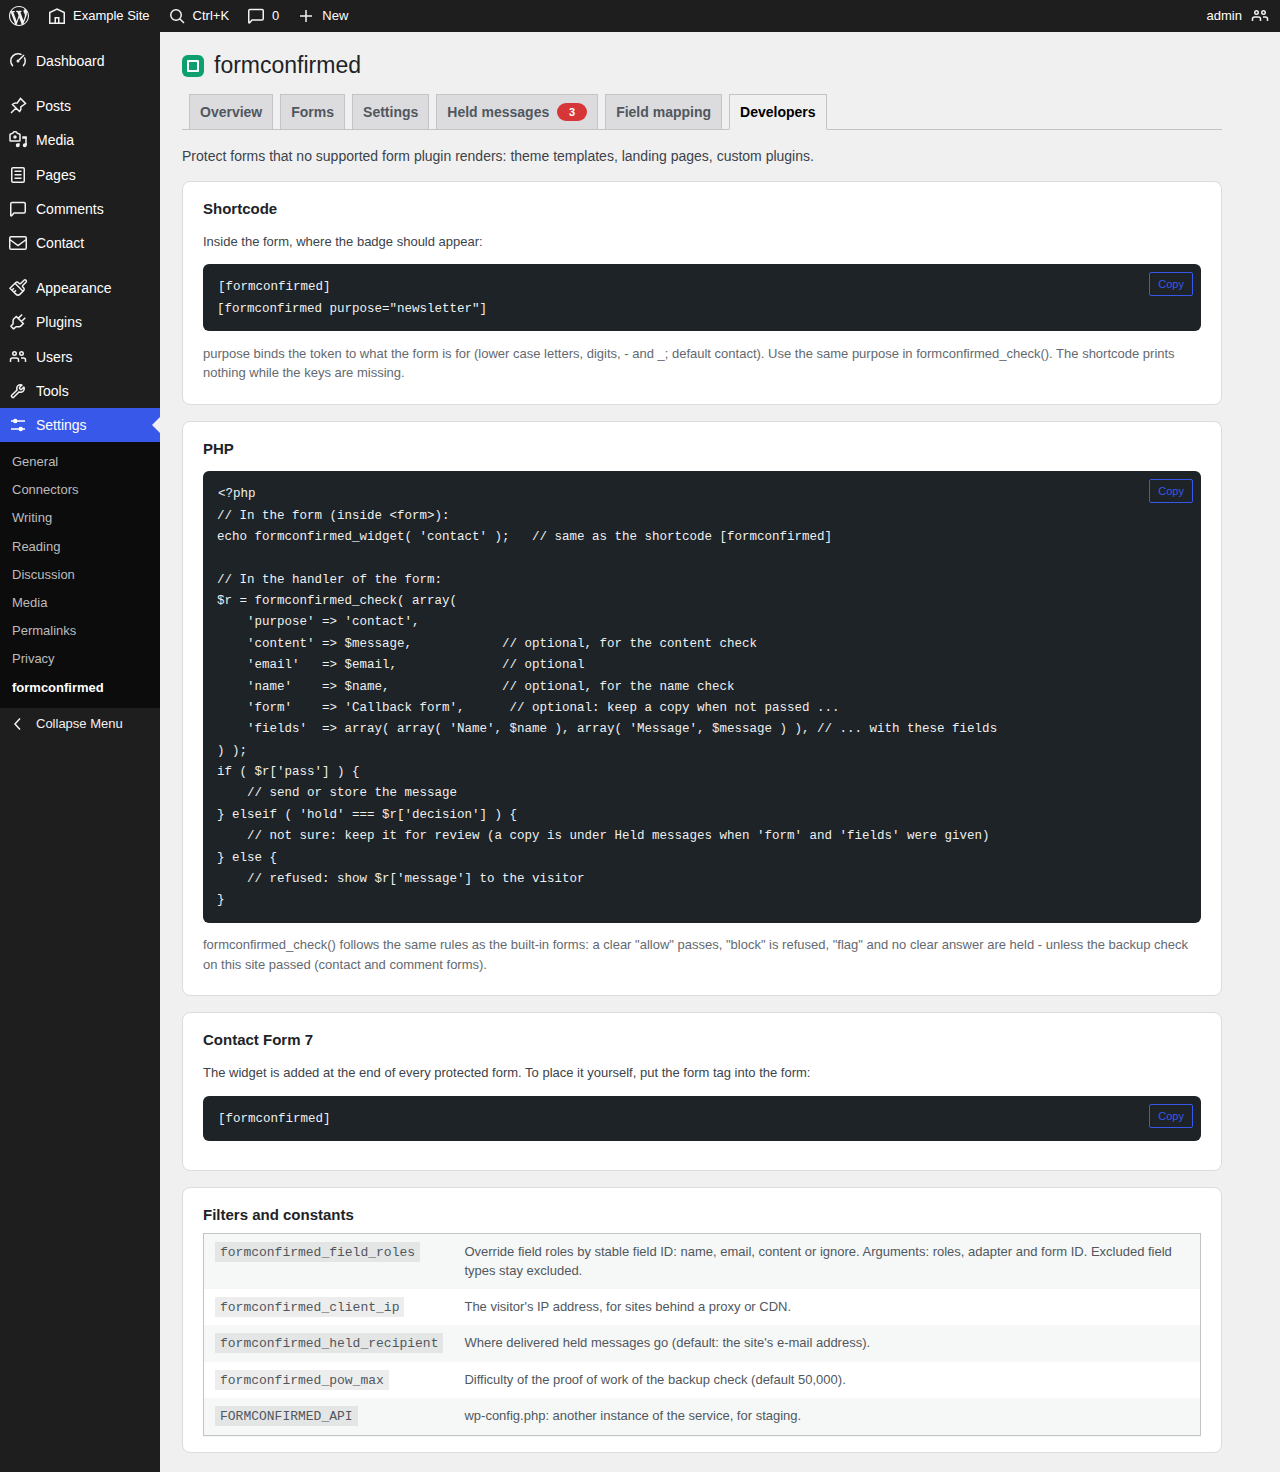 Example Site
Ctrl+K
0
New
admin
Dashboard
Posts
Media
Pages
Comments
Contact
Appearance
Plugins
Users
Tools
Settings
General
Connectors
Writing
Reading
Discussion
Media
Permalinks
Privacy
formconfirmed
Collapse Menu
formconfirmed
Overview
Forms
Settings
Held messages 3
Field mapping
Developers
Protect forms that no supported form plugin renders: theme templates, landing pages, custom plugins.
Shortcode
Inside the form, where the badge should appear:
Copy
[formconfirmed]
[formconfirmed purpose="newsletter"]
purpose binds the token to what the form is for (lower case letters, digits, - and _; default contact). Use the same purpose in formconfirmed_check(). The shortcode prints
nothing while the keys are missing.
PHP
Copy
<?php
// In the form (inside <form>):
echo formconfirmed_widget( 'contact' );   // same as the shortcode [formconfirmed]

// In the handler of the form:
$r = formconfirmed_check( array(
    'purpose' => 'contact',
    'content' => $message,            // optional, for the content check
    'email'   => $email,              // optional
    'name'    => $name,               // optional, for the name check
    'form'    => 'Callback form',      // optional: keep a copy when not passed ...
    'fields'  => array( array( 'Name', $name ), array( 'Message', $message ) ), // ... with these fields
) );
if ( $r['pass'] ) {
    // send or store the message
} elseif ( 'hold' === $r['decision'] ) {
    // not sure: keep it for review (a copy is under Held messages when 'form' and 'fields' were given)
} else {
    // refused: show $r['message'] to the visitor
}
formconfirmed_check() follows the same rules as the built-in forms: a clear "allow" passes, "block" is refused, "flag" and no clear answer are held - unless the backup check
on this site passed (contact and comment forms).
Contact Form 7
The widget is added at the end of every protected form. To place it yourself, put the form tag into the form:
Copy
[formconfirmed]
Filters and constants
formconfirmed_field_roles
Override field roles by stable field ID: name, email, content or ignore. Arguments: roles, adapter and form ID. Excluded field
types stay excluded.
formconfirmed_client_ip
The visitor's IP address, for sites behind a proxy or CDN.
formconfirmed_held_recipient
Where delivered held messages go (default: the site's e-mail address).
formconfirmed_pow_max
Difficulty of the proof of work of the backup check (default 50,000).
FORMCONFIRMED_API
wp-config.php: another instance of the service, for staging.